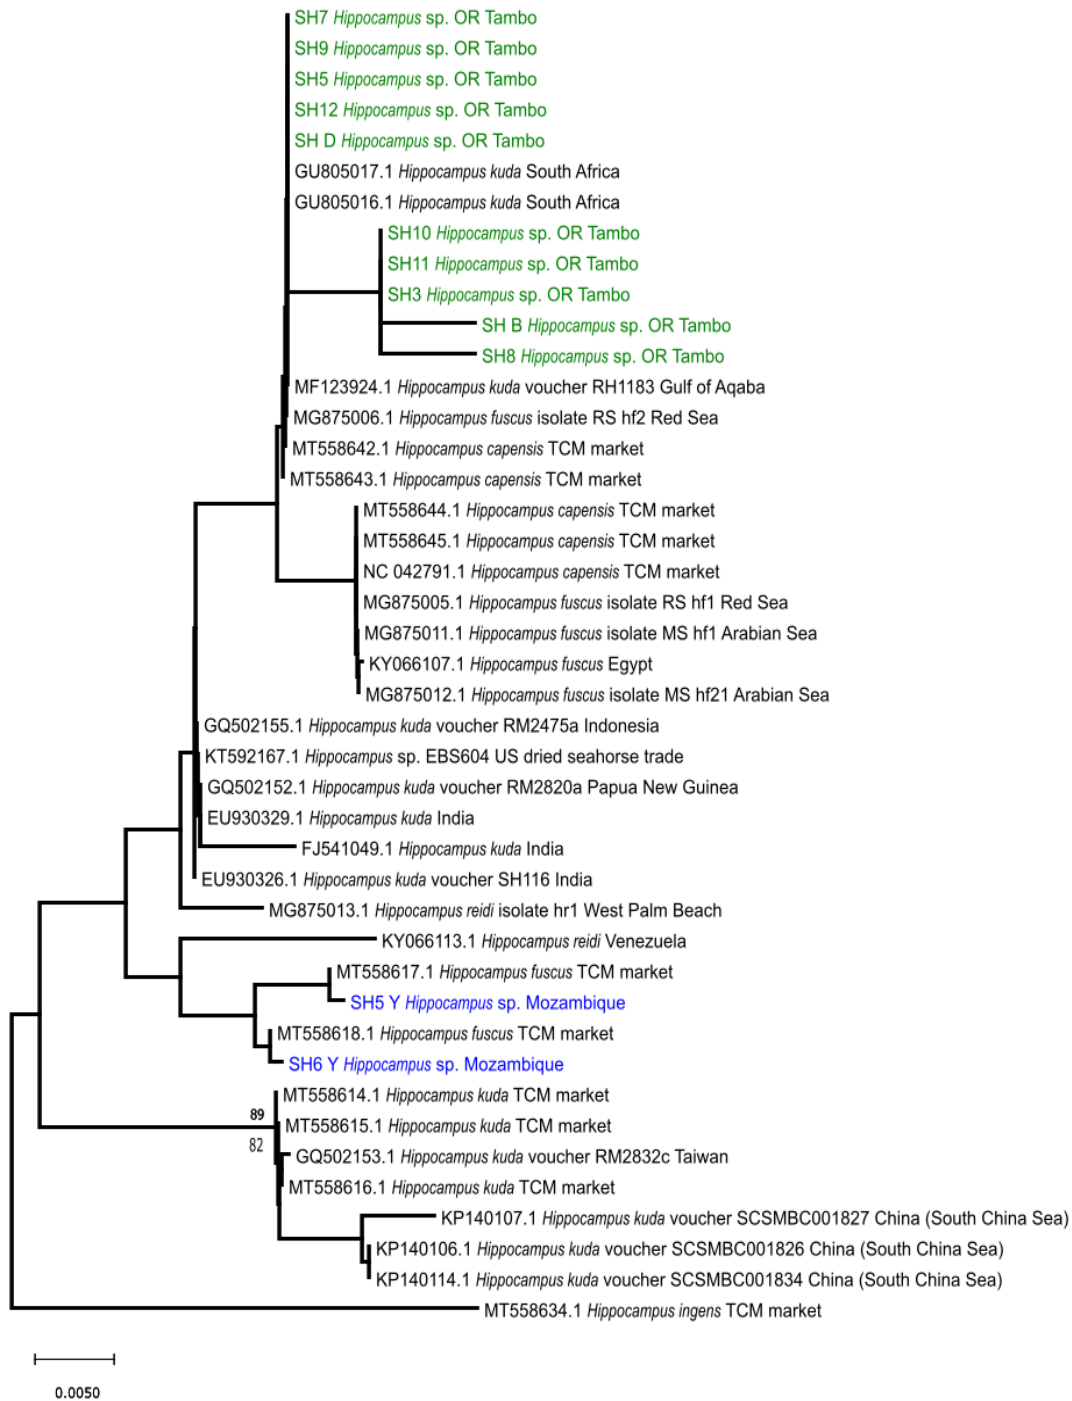 SH7 Hippocampus sp. OR Tambo
SH9 Hippocampus sp. OR Tambo
SH5 Hippocampus sp. OR Tambo
SH12 Hippocampus sp. OR Tambo
SH D Hippocampus sp. OR Tambo
GU805017.1 Hippocampus kuda South Africa
GU805016.1 Hippocampus kuda South Africa
SH10 Hippocampus sp. OR Tambo
SH11 Hippocampus sp. OR Tambo
SH3 Hippocampus sp. OR Tambo
SH B Hippocampus sp. OR Tambo
SH8 Hippocampus sp. OR Tambo
MF123924.1 Hippocampus kuda voucher RH1183 Gulf of Aqaba
MG875006.1 Hippocampus fuscus isolate RS hf2 Red Sea
MT558642.1 Hippocampus capensis TCM market
MT558643.1 Hippocampus capensis TCM market
MT558644.1 Hippocampus capensis TCM market
MT558645.1 Hippocampus capensis TCM market
NC 042791.1 Hippocampus capensis TCM market
MG875005.1 Hippocampus fuscus isolate RS hf1 Red Sea
MG875011.1 Hippocampus fuscus isolate MS hf1 Arabian Sea
KY066107.1 Hippocampus fuscus Egypt
MG875012.1 Hippocampus fuscus isolate MS hf21 Arabian Sea
GQ502155.1 Hippocampus kuda voucher RM2475a Indonesia
KT592167.1 Hippocampus sp. EBS604 US dried seahorse trade
GQ502152.1 Hippocampus kuda voucher RM2820a Papua New Guinea
EU930329.1 Hippocampus kuda India
FJ541049.1 Hippocampus kuda India
EU930326.1 Hippocampus kuda voucher SH116 India
MG875013.1 Hippocampus reidi isolate hr1 West Palm Beach
KY066113.1 Hippocampus reidi Venezuela
MT558617.1 Hippocampus fuscus TCM market
SH5 Y Hippocampus sp. Mozambique
MT558618.1 Hippocampus fuscus TCM market
SH6 Y Hippocampus sp. Mozambique
MT558614.1 Hippocampus kuda TCM market
89
MT558615.1 Hippocampus kuda TCM market
82
GQ502153.1 Hippocampus kuda voucher RM2832c Taiwan
MT558616.1 Hippocampus kuda TCM market
KP140107.1 Hippocampus kuda voucher SCSMBC001827 China (South China Sea)
KP140106.1 Hippocampus kuda voucher SCSMBC001826 China (South China Sea)
KP140114.1 Hippocampus kuda voucher SCSMBC001834 China (South China Sea)
MT558634.1 Hippocampus ingens TCM market
0.0050